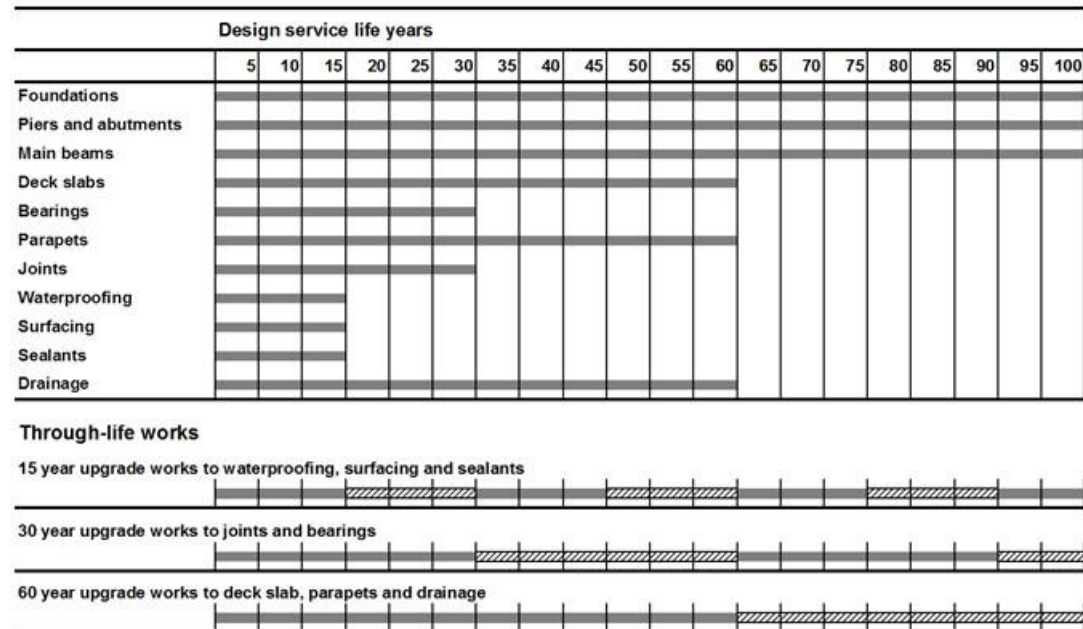 Design service life years
5 10 15 20 25 30 35 40 45 50 55 60 65 70 75 80 85 90 95 100
Foundations
Piers and abutments
Main beams
Deck slabs
Bearings
Parapets
Joints
Waterproofing
Surfacing
Sealants
Drainage
Through-life works
15 year upgrade works to waterproofing, surfacing and sealants
30 year upgrade works to joints and bearings
60 year upgrade works to deck slab, parapets and drainage